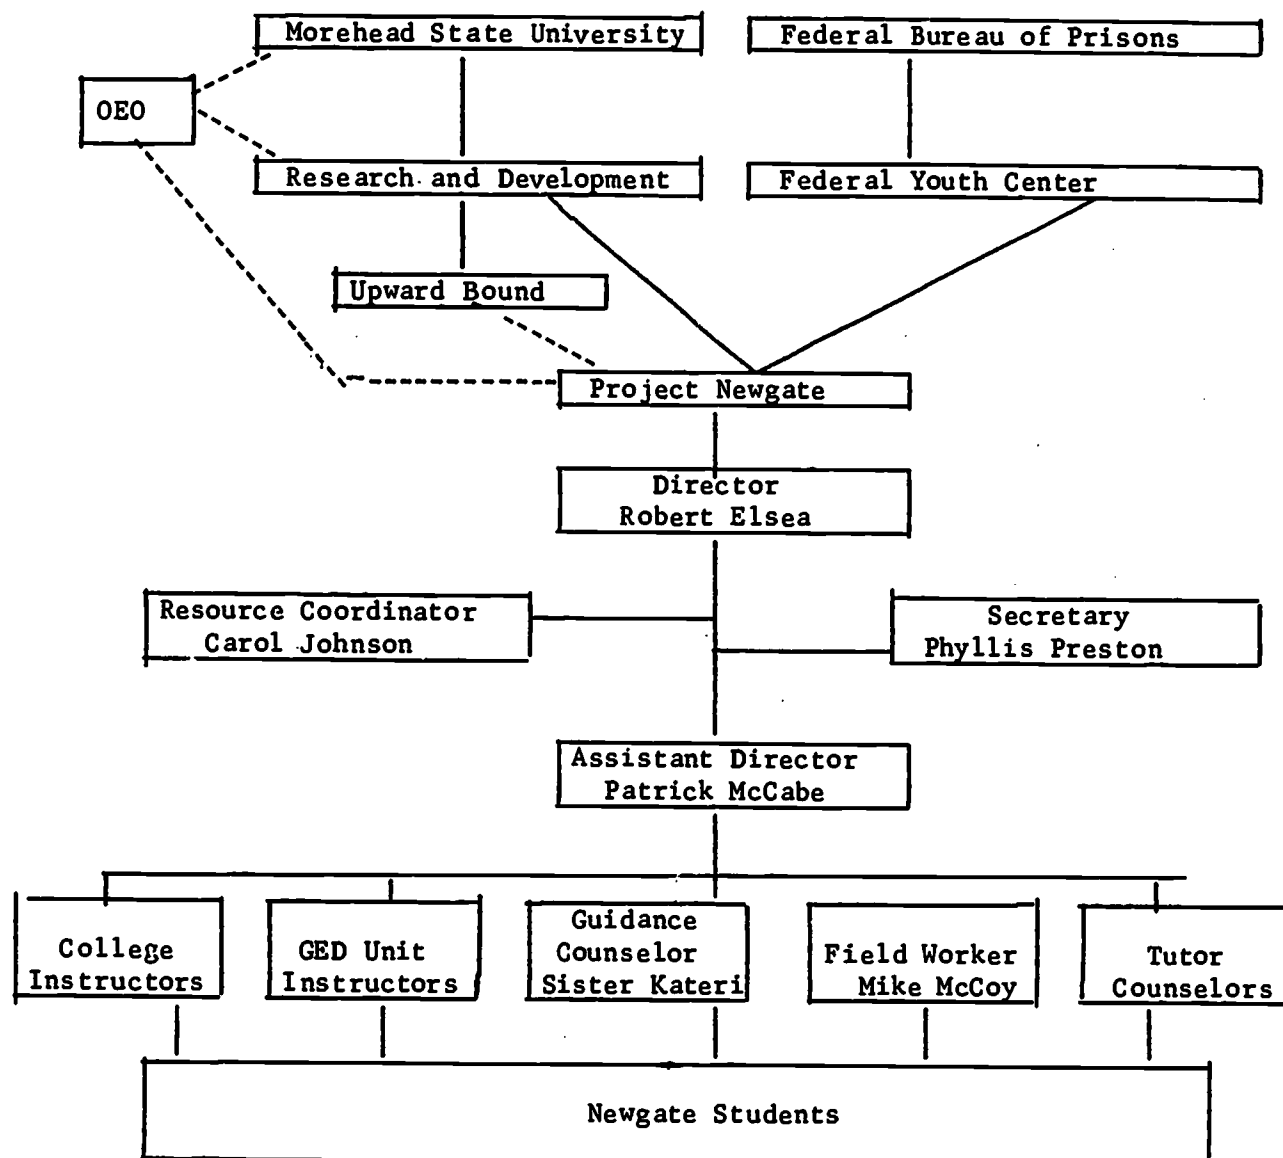 Morehead State University
Federal Bureau of Prisons
OEO
Research and Development
Federal Youth Center
Upward Bound
Project Newgate
Director
Robert Elsea
Resource Coordinator
Carol Johnson
Secretary
Phyllis Preston
Assistant Director
Patrick McCabe
College
Instructors
GED Unit
Instructors
Guidance
Counselor
Sister Kateri
Field Worker
Mike McCoy
Tutor
Counselors
Newgate Students